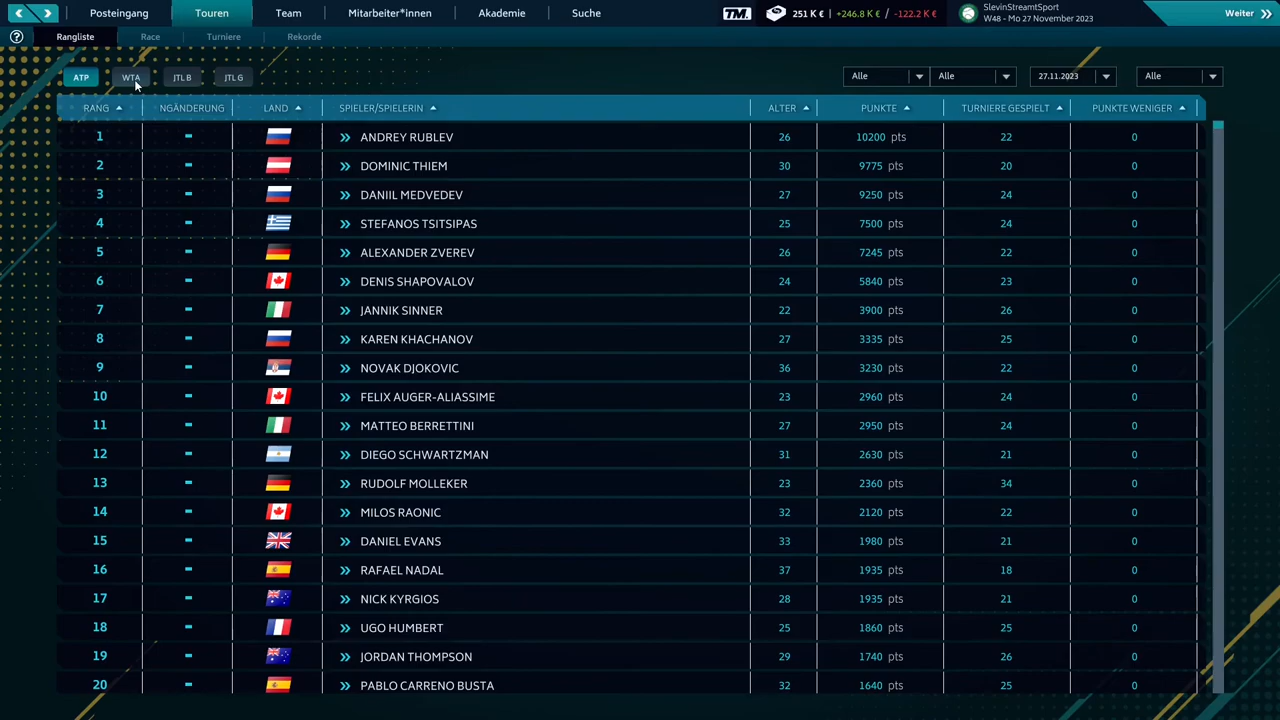 Posteingang Touren Team Mitarbeiter*innen Akademie Suche TM. 251 K € +246.8 K € -122.2 K € SlevinStreamtSport Weiter
W48 - Mo 27 November 2023
? Rangliste Race Turniere Rekorde
ATP WTA JTL B JTL G Alle Alle 27.11.2023 Alle
RANG NGÄNDERUNG LAND SPIELER/SPIELERIN ALTER PUNKTE TURNIERE GESPIELT PUNKTE WENIGER
1 - ANDREY RUBLEV 26 10200 pts 22 0
2 - DOMINIC THIEM 30 9775 pts 20 0
3 - DANIIL MEDVEDEV 27 9250 pts 24 0
4 - STEFANOS TSITSIPAS 25 7500 pts 24 0
5 - ALEXANDER ZVEREV 26 7245 pts 22 0
6 - DENIS SHAPOVALOV 24 5840 pts 23 0
7 - JANNIK SINNER 22 3900 pts 26 0
8 - KAREN KHACHANOV 27 3335 pts 25 0
9 - NOVAK DJOKOVIC 36 3230 pts 22 0
10 - FELIX AUGER-ALIASSIME 23 2960 pts 24 0
11 - MATTEO BERRETTINI 27 2950 pts 24 0
12 - DIEGO SCHWARTZMAN 31 2630 pts 21 0
13 - RUDOLF MOLLEKER 23 2360 pts 34 0
14 - MILOS RAONIC 32 2120 pts 22 0
15 - DANIEL EVANS 33 1980 pts 21 0
16 - RAFAEL NADAL 37 1935 pts 18 0
17 - NICK KYRGIOS 28 1935 pts 21 0
18 - UGO HUMBERT 25 1860 pts 25 0
19 - JORDAN THOMPSON 29 1740 pts 26 0
20 - PABLO CARRENO BUSTA 32 1640 pts 25 0